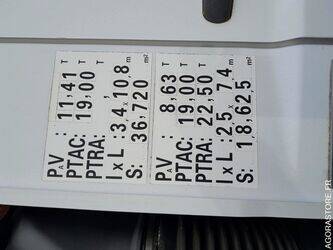 P.V : 11,41 T
PTAC: 19,00 T
PTRA: , T
I x L : 3,4 x 10,8 m
S: 36,720 m²
P.V : 8,63 T
PTAC: 19,00 T
PTRA: 22,50 T
I x L : 2,5 x 7,4 m
S: 18,625 m²
AGORASTORE.FR